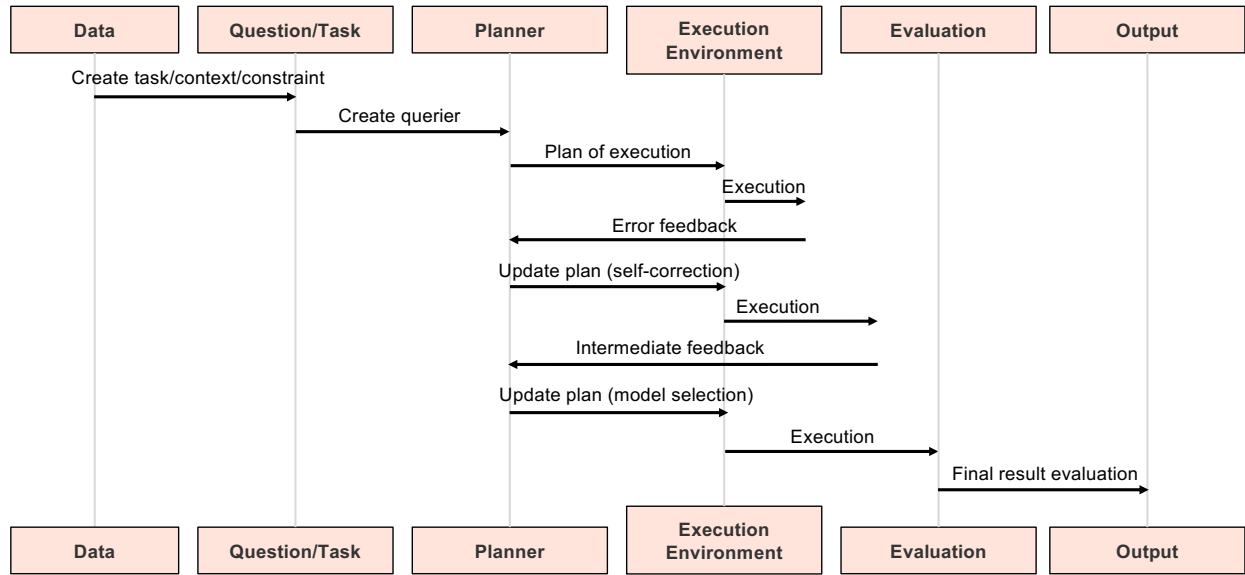 Data
Question/Task
Planner
Execution
Environment
Evaluation
Output
Create task/context/constraint
Create querier
Plan of execution
Execution
Error feedback
Update plan (self-correction)
Execution
Intermediate feedback
Update plan (model selection)
Execution
Final result evaluation
Data
Question/Task
Planner
Execution
Environment
Evaluation
Output